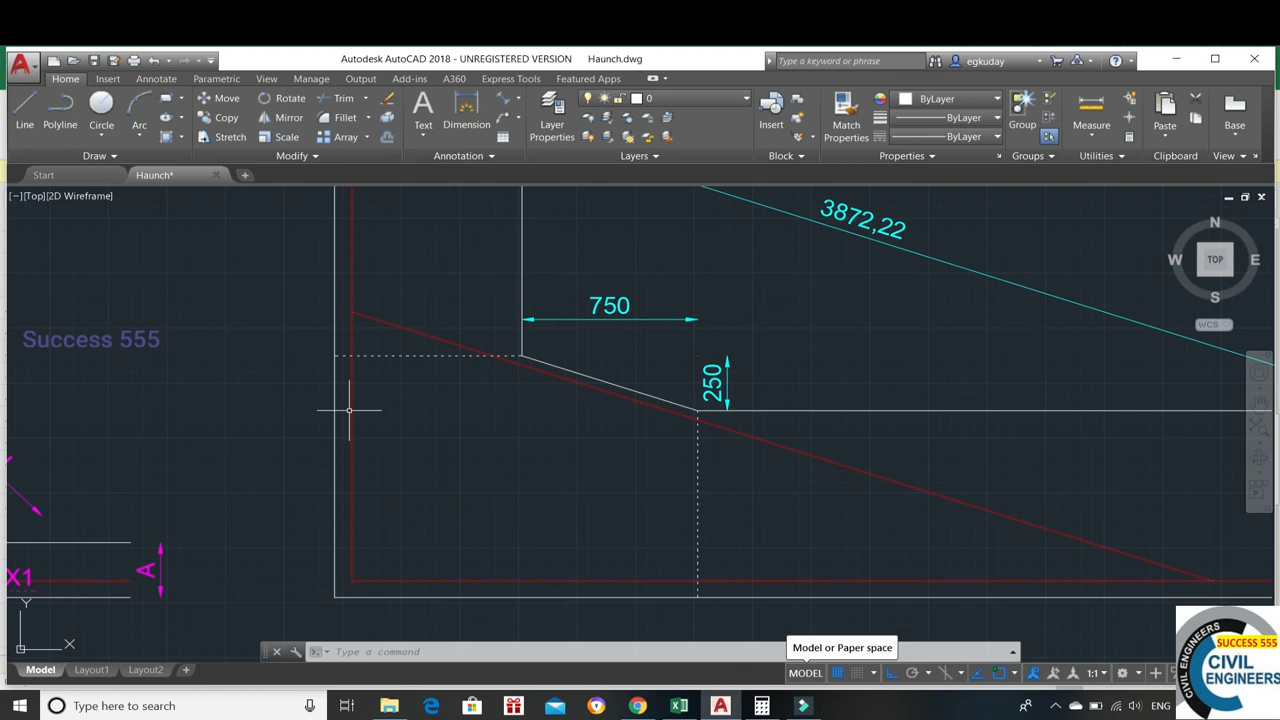 Autodesk AutoCAD 2018 - UNREGISTERED VERSION Haunch.dwg
Type a keyword or phrase
egkuday
Home Insert Annotate Parametric View Manage Output Add-ins A360 Express Tools Featured Apps
Line Polyline Circle Arc
Move Rotate Trim
Copy Mirror Fillet
Stretch Scale Array
Text Dimension
Layer Properties
0
Insert
Match Properties
ByLayer
ByLayer
ByLayer
Group
Measure
Paste
Base
Draw Modify Annotation Layers Block Properties Groups Utilities Clipboard View
Start Haunch*
[−][Top][2D Wireframe]
N
W TOP E
S
WCS
3872,22
750
250
Success 555
A
X1
Y
X
Type a command
Model or Paper space
Model Layout1 Layout2
MODEL
1:1
CIVIL ENGINEERS
SUCCESS 555
CIVIL
ENGINEERS
Type here to search
ENG